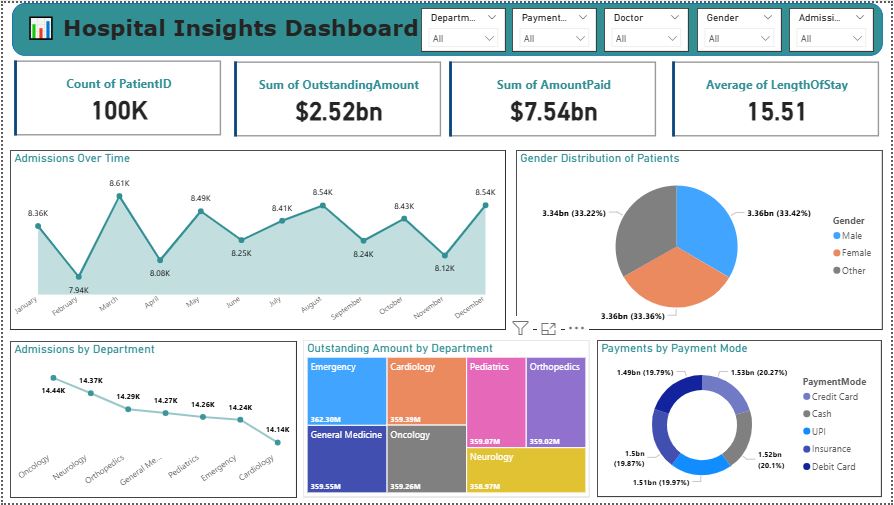 Hospital Insights Dashboard
Departm...
All
Payment...
All
Doctor
All
Gender
All
Admissi...
All
Count of PatientID
100K
Sum of OutstandingAmount
$2.52bn
Sum of AmountPaid
$7.54bn
Average of LengthOfStay
15.51
Admissions Over Time
8.36K
7.94K
8.61K
8.08K
8.49K
8.25K
8.41K
8.54K
8.24K
8.43K
8.12K
8.54K
January
February
March
April
May
June
July
August
September
October
November
December
Gender Distribution of Patients
3.34bn (33.22%)
3.36bn (33.42%)
3.36bn (33.36%)
Gender
Male
Female
Other
Admissions by Department
14.44K
14.37K
14.29K
14.27K
14.26K
14.24K
14.14K
Oncology
Neurology
Orthopedics
General Me...
Pediatrics
Emergency
Cardiology
Outstanding Amount by Department
Emergency
362.30M
General Medicine
359.55M
Cardiology
359.39M
Oncology
359.26M
Pediatrics
359.07M
Orthopedics
359.02M
Neurology
358.97M
Payments by Payment Mode
1.49bn (19.79%)
1.53bn (20.27%)
1.5bn
(19.87%)
1.52bn
(20.1%)
1.51bn (19.97%)
PaymentMode
Credit Card
Cash
UPI
Insurance
Debit Card